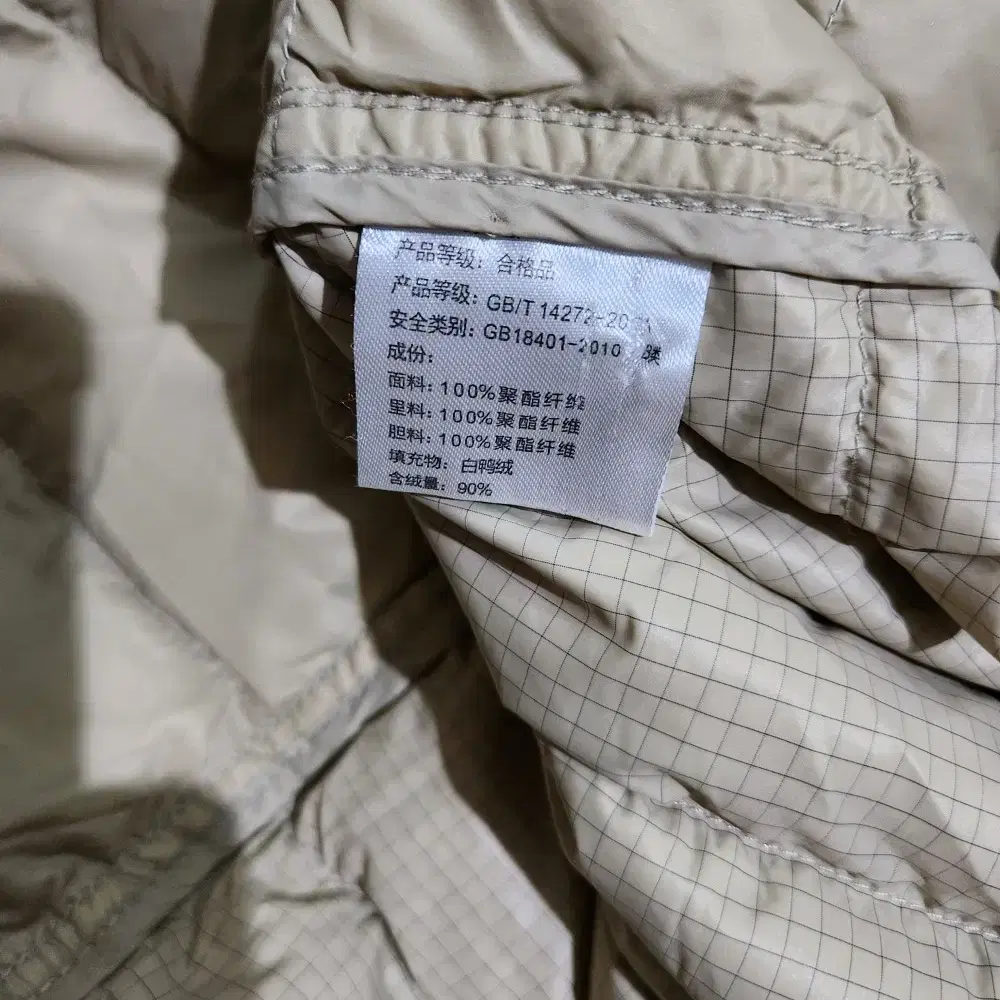 产品等级：合格品
产品等级：GB/T 14272-20
安全类别：GB18401-2010
成份：
面料：100%聚酯纤维
里料：100%聚酯纤维
胆料：100%聚酯纤维
填充物：白鸭绒
含绒量：90%